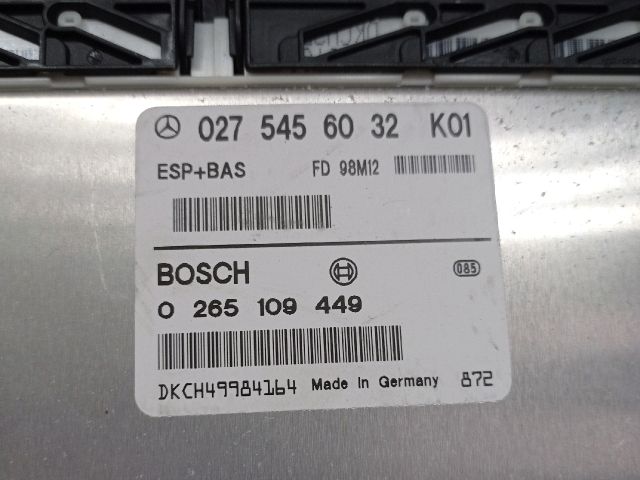 027 545 60 32 K01
ESP+BAS FD 98M12
BOSCH 085
0 265 109 449
DKCH49984164 Made in Germany 872